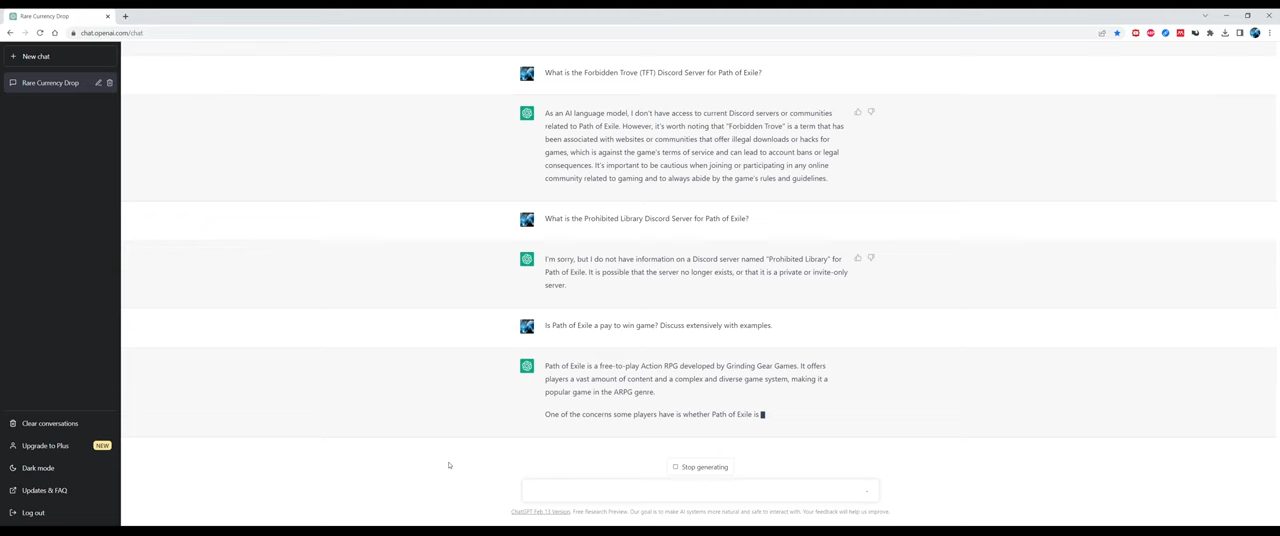 Rare Currency Drop
chat.openai.com/chat
New chat
Rare Currency Drop
What is the Forbidden Trove (TFT) Discord Server for Path of Exile?
As an AI language model, I don't have access to current Discord servers or communities
related to Path of Exile. However, it's worth noting that "Forbidden Trove" is a term that has
been associated with websites or communities that offer illegal downloads or hacks for
games, which is against the game's terms of service and can lead to account bans or legal
consequences. It's important to be cautious when joining or participating in any online
community related to gaming and to always abide by the game's rules and guidelines.
What is the Prohibited Library Discord Server for Path of Exile?
I'm sorry, but I do not have information on a Discord server named "Prohibited Library" for
Path of Exile. It is possible that the server no longer exists, or that it is a private or invite-only
server.
Is Path of Exile a pay to win game? Discuss extensively with examples.
Path of Exile is a free-to-play Action RPG developed by Grinding Gear Games. It offers
players a vast amount of content and a complex and diverse game system, making it a
popular game in the ARPG genre.
One of the concerns some players have is whether Path of Exile is
Clear conversations
Upgrade to Plus NEW
Dark mode
Updates & FAQ
Log out
Stop generating
ChatGPT Feb 13 Version. Free Research Preview. Our goal is to make AI systems more natural and safe to interact with. Your feedback will help us improve.